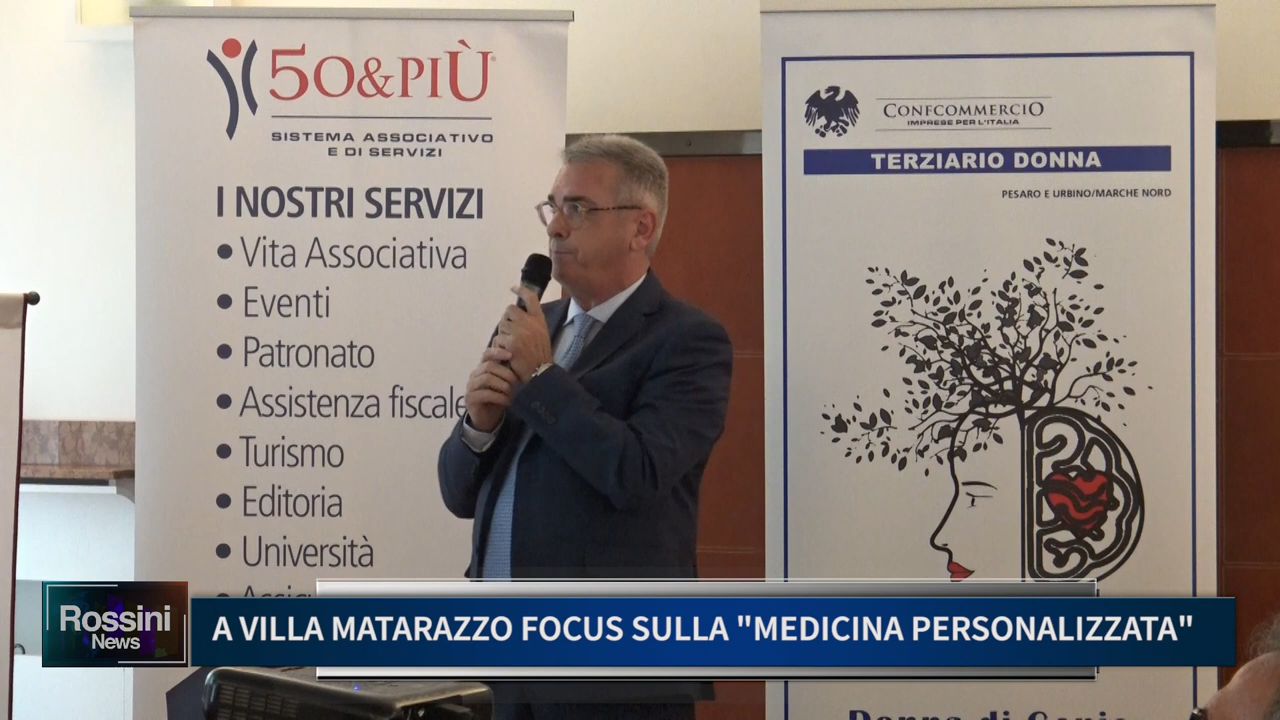 50&PIÙ
SISTEMA ASSOCIATIVO
E DI SERVIZI
I NOSTRI SERVIZI
• Vita Associativa
• Eventi
• Patronato
• Assistenza fiscale
• Turismo
• Editoria
• Università
CONFCOMMERCIO
IMPRESE PER L'ITALIA
TERZIARIO DONNA
PESARO E URBINO/MARCHE NORD
Rossini
News
A VILLA MATARAZZO FOCUS SULLA "MEDICINA PERSONALIZZATA"